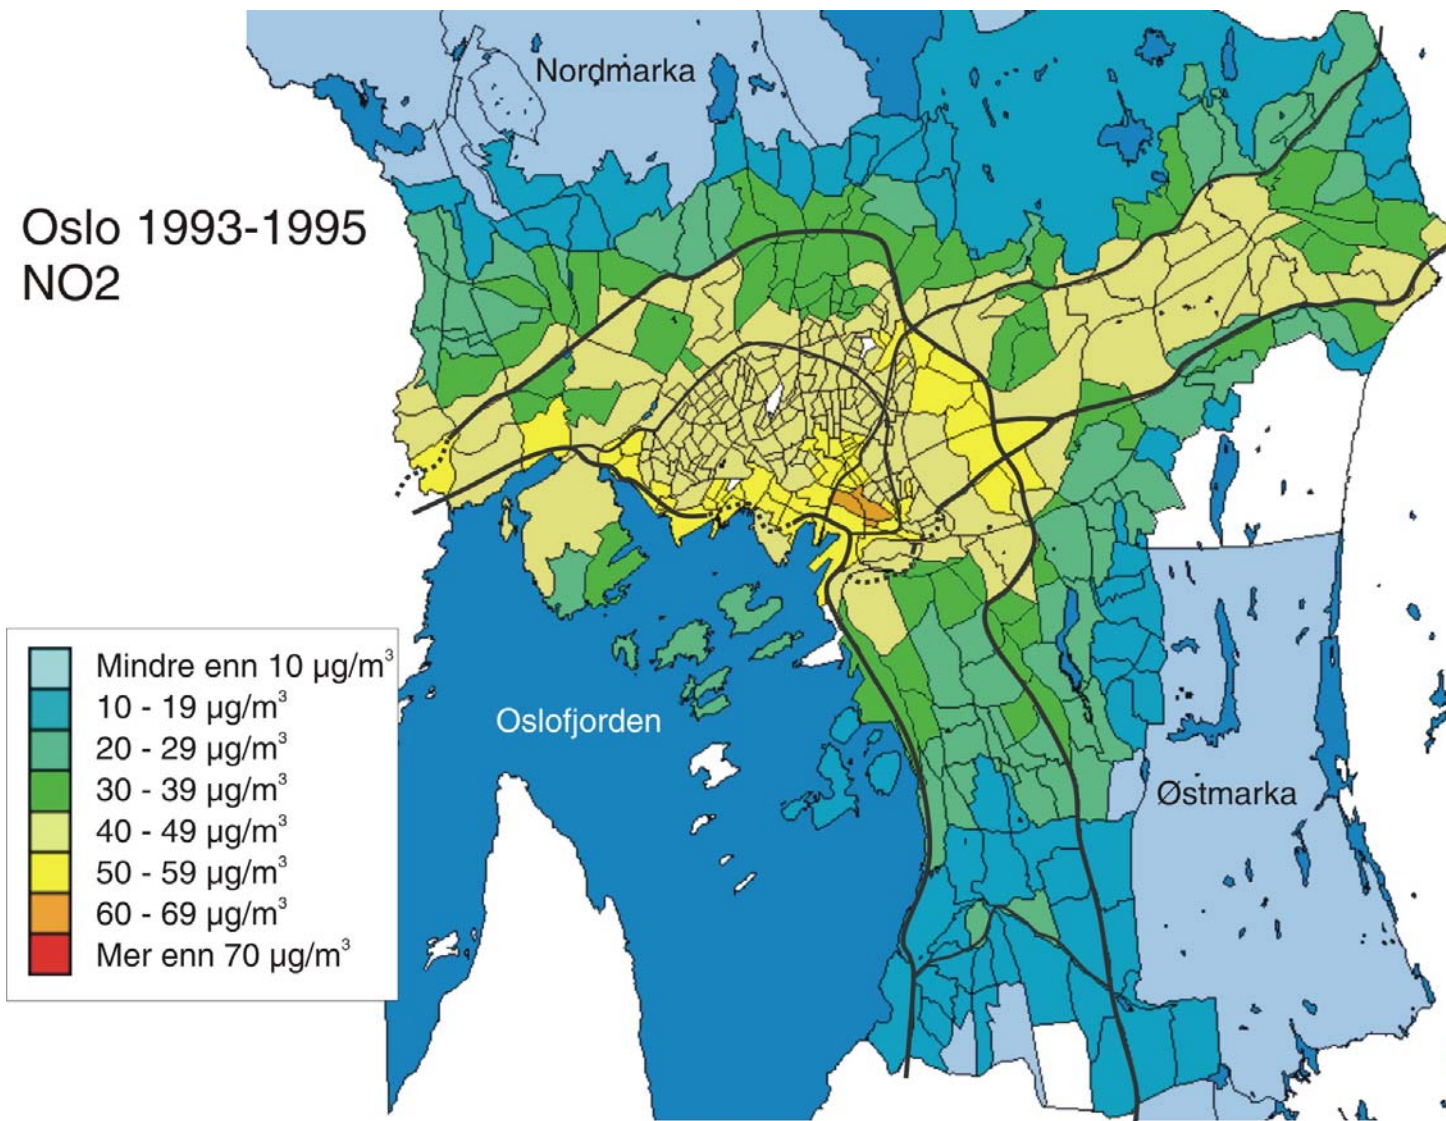 Nordmarka
Oslo 1993-1995
NO2
Mindre enn 10 µg/m³
10 - 19 µg/m³
20 - 29 µg/m³
30 - 39 µg/m³
40 - 49 µg/m³
50 - 59 µg/m³
60 - 69 µg/m³
Mer enn 70 µg/m³
Oslofjorden
Østmarka